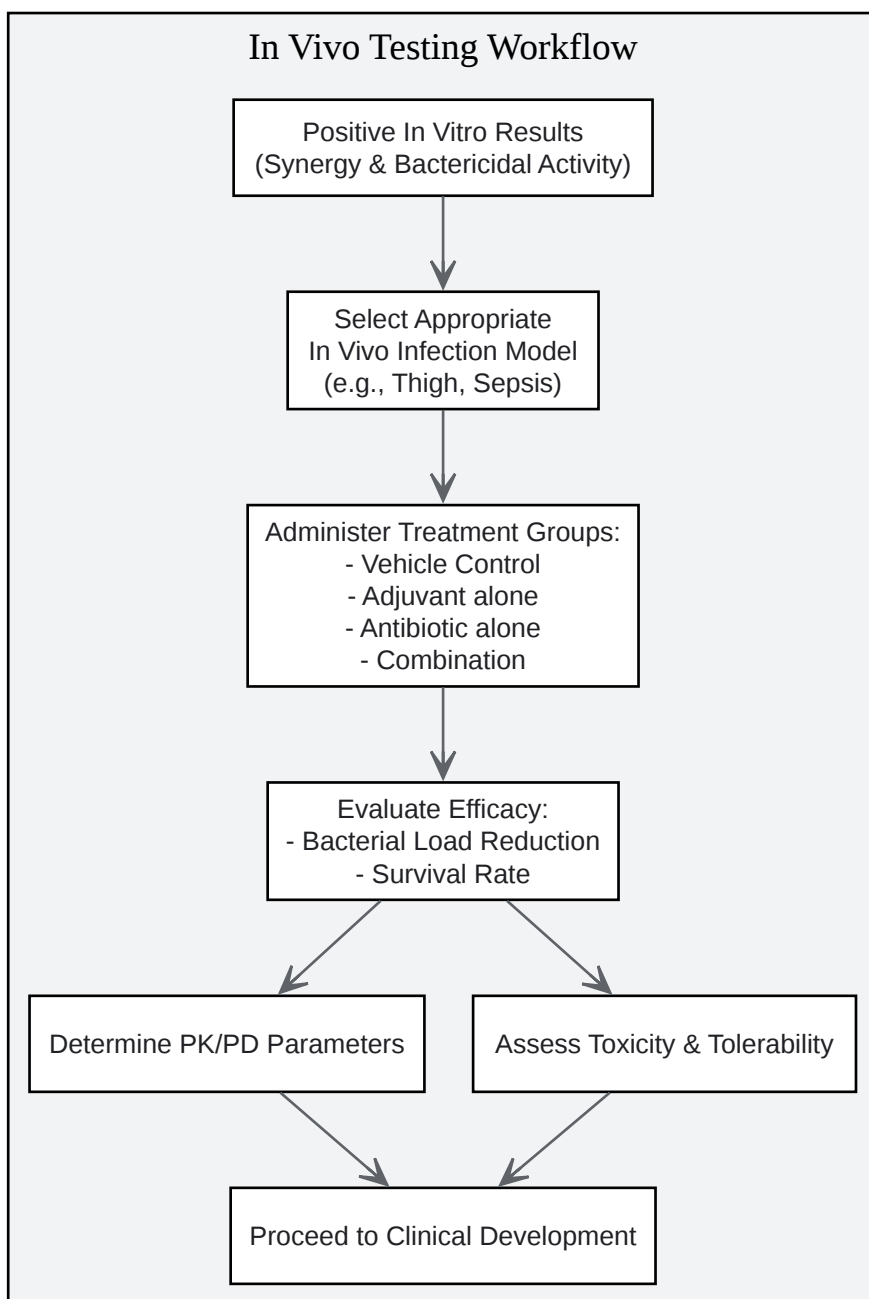 In Vivo Testing Workflow
Positive In Vitro Results
(Synergy & Bactericidal Activity)
Select Appropriate
In Vivo Infection Model
(e.g., Thigh, Sepsis)
Administer Treatment Groups:
- Vehicle Control
- Adjuvant alone
- Antibiotic alone
- Combination
Evaluate Efficacy:
- Bacterial Load Reduction
- Survival Rate
Determine PK/PD Parameters
Assess Toxicity & Tolerability
Proceed to Clinical Development